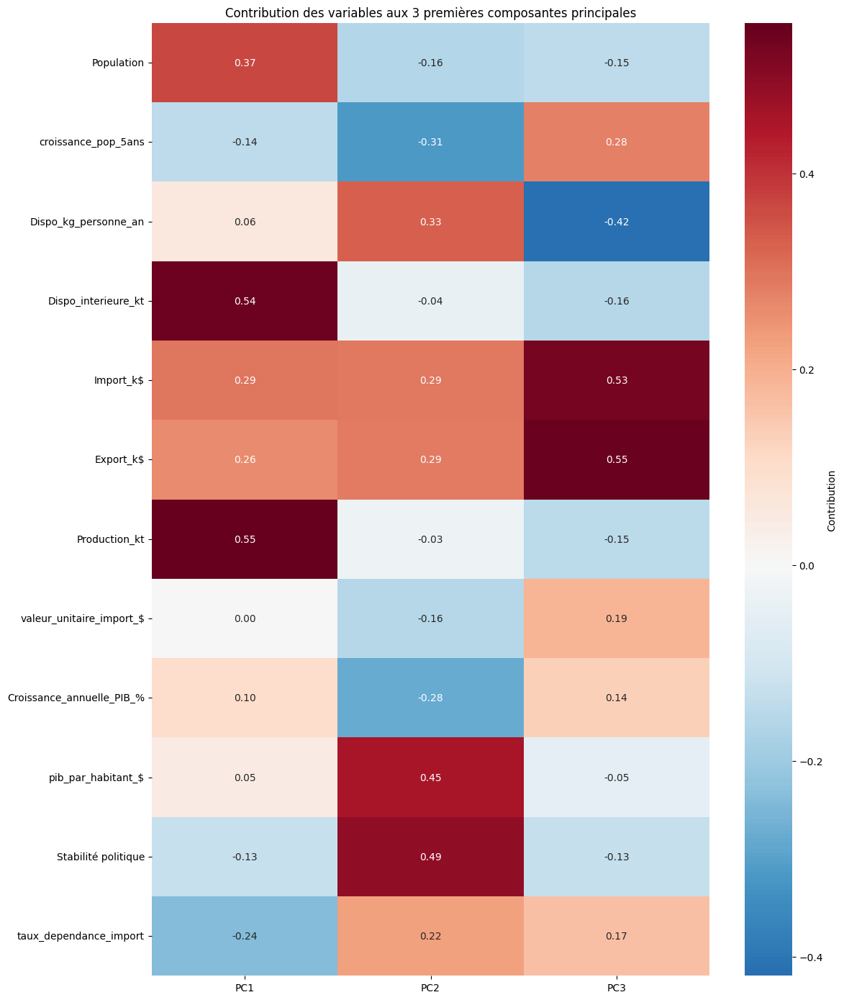 Contribution des variables aux 3 premières composantes principales
Population 0.37 -0.16 -0.15
croissance_pop_5ans -0.14 -0.31 0.28
Dispo_kg_personne_an 0.06 0.33 -0.42
Dispo_interieure_kt 0.54 -0.04 -0.16
Import_k$ 0.29 0.29 0.53
Export_k$ 0.26 0.29 0.55
Production_kt 0.55 -0.03 -0.15
valeur_unitaire_import_$ 0.00 -0.16 0.19
Croissance_annuelle_PIB_% 0.10 -0.28 0.14
pib_par_habitant_$ 0.05 0.45 -0.05
Stabilité politique -0.13 0.49 -0.13
taux_dependance_import -0.24 0.22 0.17
PC1 PC2 PC3
0.4
0.2
0.0
−0.2
−0.4
Contribution